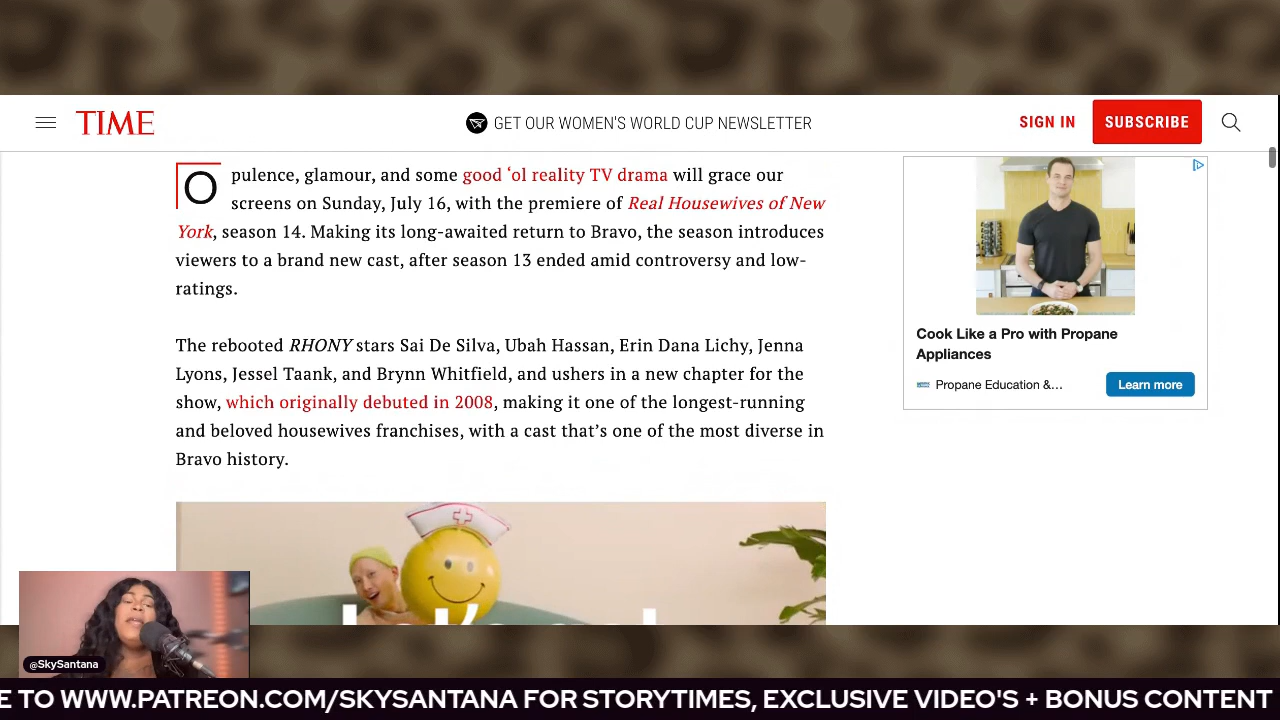 TIME
GET OUR WOMEN'S WORLD CUP NEWSLETTER
SIGN IN
SUBSCRIBE
Opulence, glamour, and some good ‘ol reality TV drama will grace our
screens on Sunday, July 16, with the premiere of Real Housewives of New
York, season 14. Making its long-awaited return to Bravo, the season introduces
viewers to a brand new cast, after season 13 ended amid controversy and low-
ratings.
The rebooted RHONY stars Sai De Silva, Ubah Hassan, Erin Dana Lichy, Jenna
Lyons, Jessel Taank, and Brynn Whitfield, and ushers in a new chapter for the
show, which originally debuted in 2008, making it one of the longest-running
and beloved housewives franchises, with a cast that’s one of the most diverse in
Bravo history.
Cook Like a Pro with Propane
Appliances
Propane Education &...
Learn more
@SkySantana
E TO WWW.PATREON.COM/SKYSANTANA FOR STORYTIMES, EXCLUSIVE VIDEO'S + BONUS CONTENT